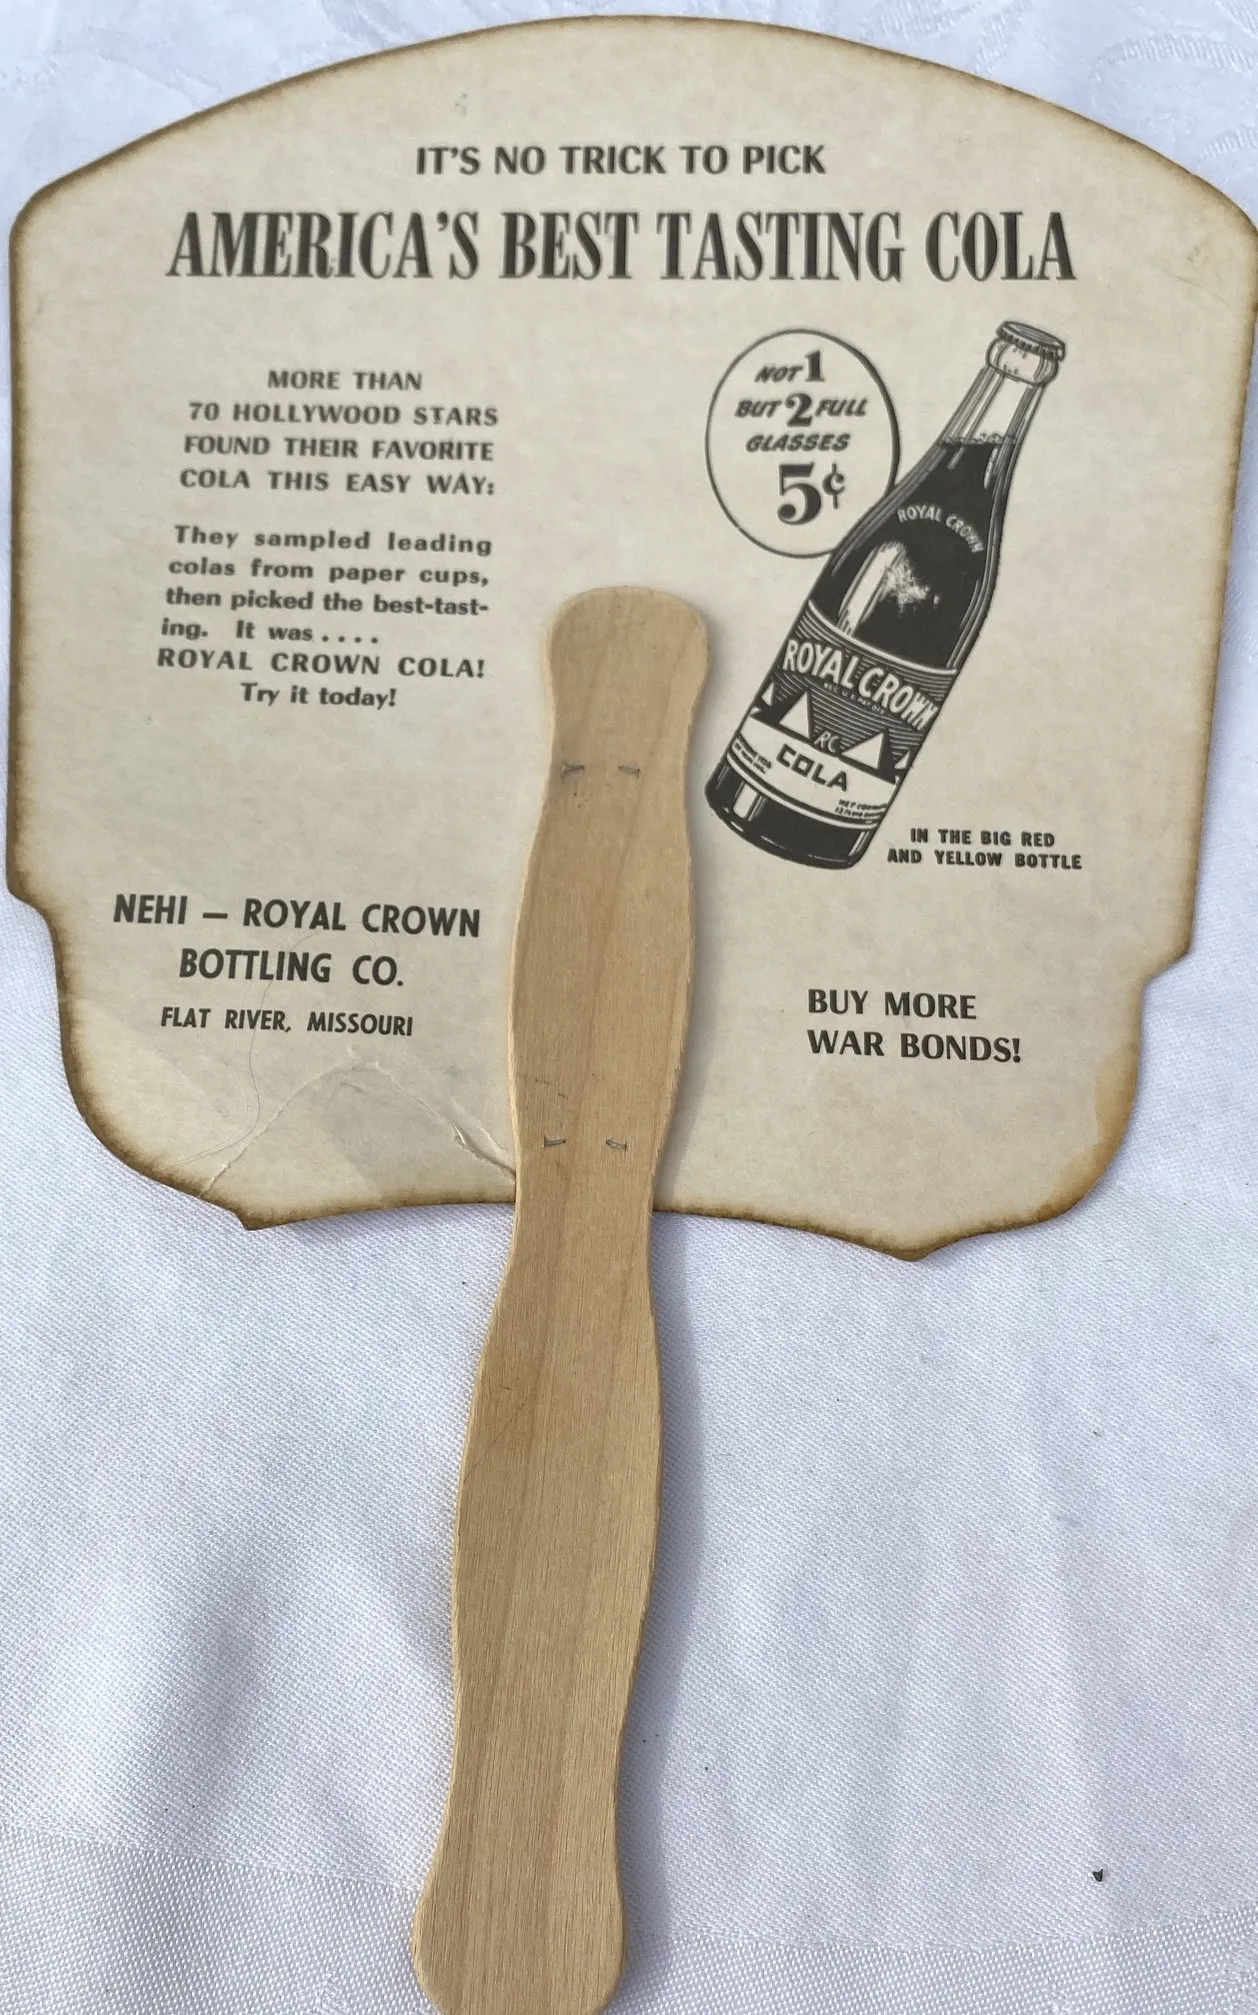 IT'S NO TRICK TO PICK
AMERICA'S BEST TASTING COLA
MORE THAN
70 HOLLYWOOD STARS
FOUND THEIR FAVORITE
COLA THIS EASY WAY:
They sampled leading
colas from paper cups,
then picked the best-tast-
ing. It was . . . .
ROYAL CROWN COLA!
Try it today!
NOT 1
BUT 2 FULL
GLASSES
5¢
ROYAL CROWN
ROYAL CROWN
REG. U.S. PAT. OFF.
RC
COLA
IN THE BIG RED
AND YELLOW BOTTLE
NEHI — ROYAL CROWN
BOTTLING CO.
FLAT RIVER, MISSOURI
BUY MORE
WAR BONDS!